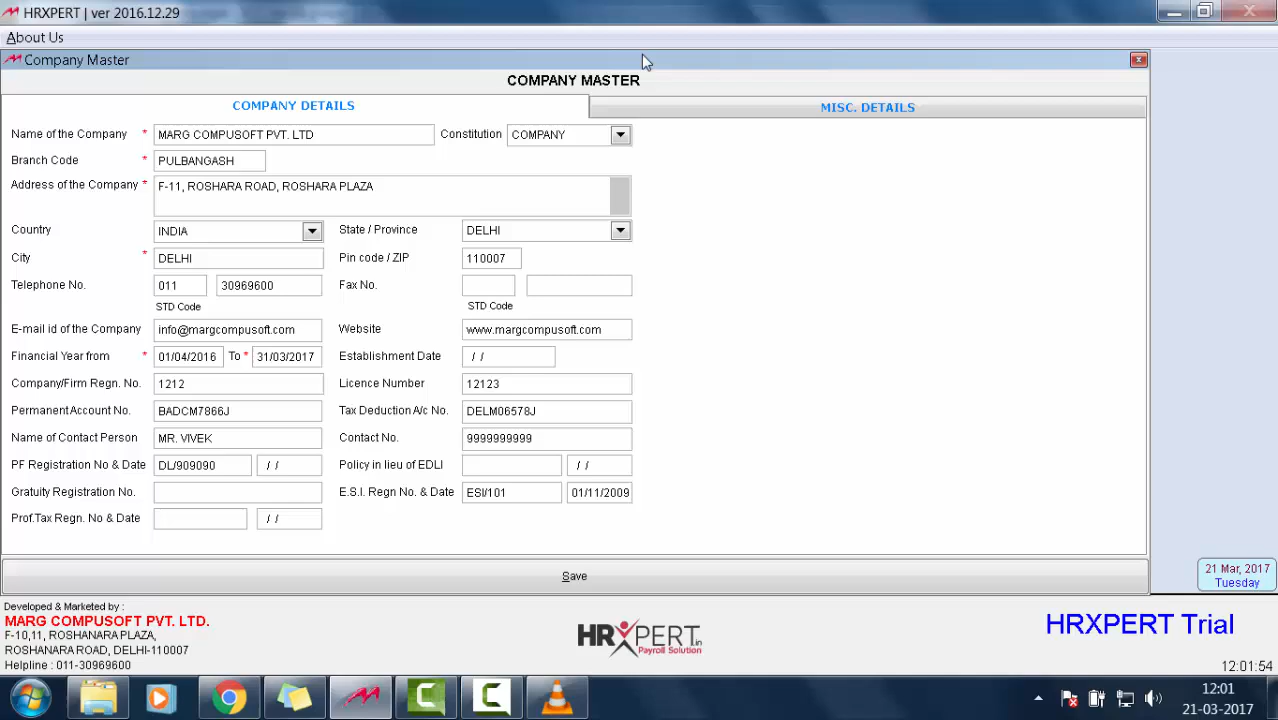 HRXPERT | ver 2016.12.29
About Us
Company Master
COMPANY MASTER
COMPANY DETAILS
MISC. DETAILS
Name of the Company * MARG COMPUSOFT PVT. LTD Constitution COMPANY
Branch Code * PULBANGASH
Address of the Company * F-11, ROSHARA ROAD, ROSHARA PLAZA
Country INDIA State / Province DELHI
City * DELHI Pin code / ZIP 110007
Telephone No. 011 30969600 Fax No.
STD Code STD Code
E-mail id of the Company info@margcompusoft.com Website www.margcompusoft.com
Financial Year from * 01/04/2016 To * 31/03/2017 Establishment Date / /
Company/Firm Regn. No. 1212 Licence Number 12123
Permanent Account No. BADCM7866J Tax Deduction A/c No. DELM06578J
Name of Contact Person MR. VIVEK Contact No. 9999999999
PF Registration No & Date DL/909090 / / Policy in lieu of EDLI / /
Gratuity Registration No. E.S.I. Regn No. & Date ESI/101 01/11/2009
Prof.Tax Regn. No & Date / /
Save
21 Mar, 2017
Tuesday
Developed & Marketed by :
MARG COMPUSOFT PVT. LTD.
F-10,11, ROSHANARA PLAZA,
ROSHANARA ROAD, DELHI-110007
Helpline : 011-30969600
HRXPERT.in
Payroll Solution
HRXPERT Trial
12:01:54
12:01
21-03-2017